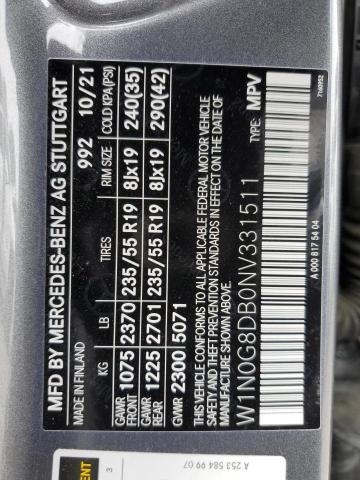 MFD BY MERCEDES-BENZ AG STUTTGART
MADE IN FINLAND 992 10/21
KG LB TIRES RIM SIZE COLD KPA(PSI)
GAWR FRONT 1075 2370 235/55 R19 8Jx19 240(35)
GAWR REAR 1225 2701 235/55 R19 8Jx19 290(42)
GVWR 2300 5071
THIS VEHICLE CONFORMS TO ALL APPLICABLE FEDERAL MOTOR VEHICLE
SAFETY AND THEFT PREVENTION STANDARDS IN EFFECT ON THE DATE OF
MANUFACTURE SHOWN ABOVE.
W1N0G8DB0NV331511 TYPE: MPV
A 000 817 54 04 7168952
A 253 584 99 07
3